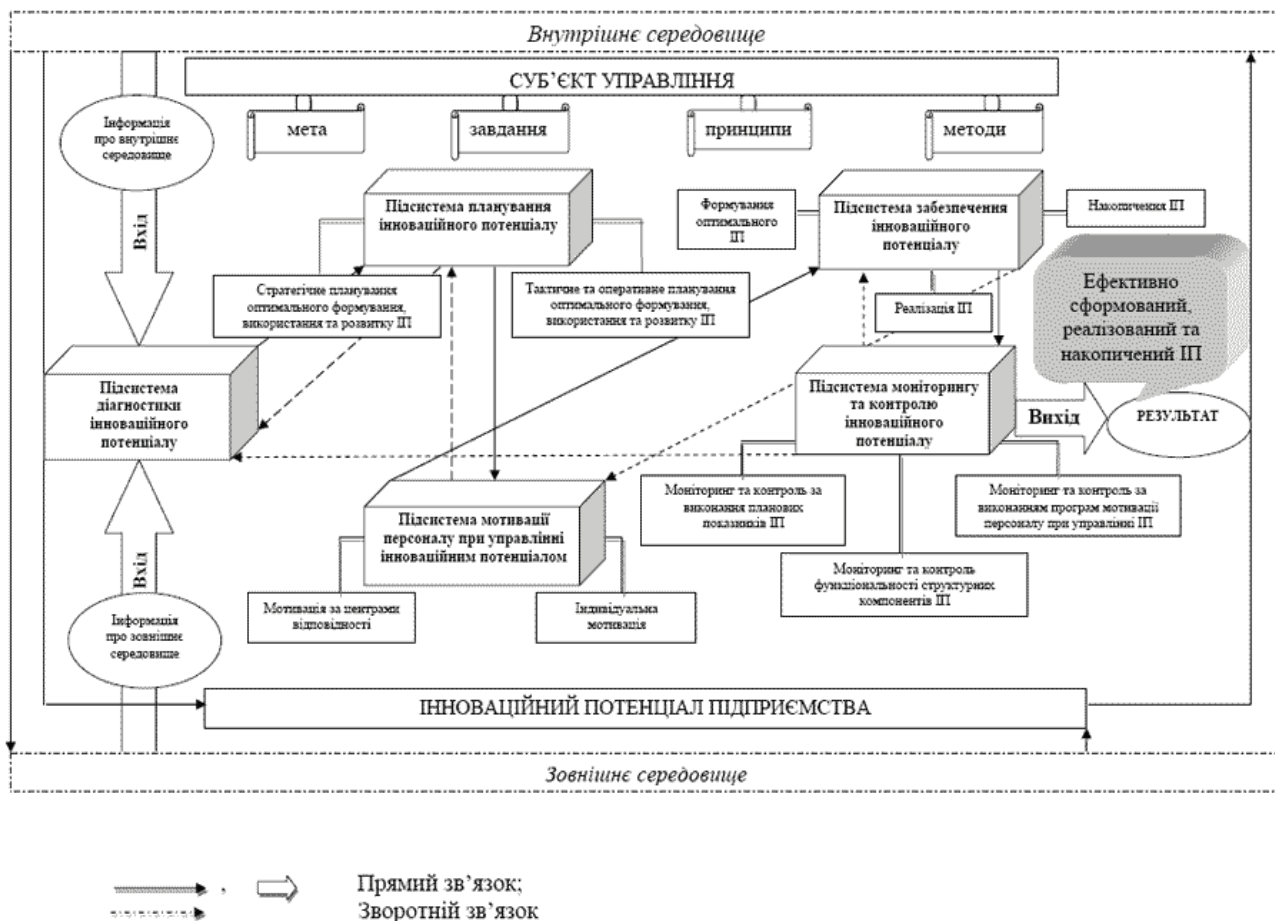 Внутрішнє середовище
СУБ’ЄКТ УПРАВЛІННЯ
мета
завдання
принципи
методи
Інформація
про внутрішнє
середовище
Вхід
Підсистема планування
інноваційного потенціалу
Підсистема забезпечення
інноваційного потенціалу
Формування
оптимального
ІП
Накопичення ІП
Стратегічне планування
оптимального формування,
використання та розвитку ІП
Тактичне та оперативне планування
оптимального формування,
використання та розвитку ІП
Реалізація ІП
Ефективно
сформований,
реалізований та
накопичений ІП
Підсистема
діагностики
інноваційного
потенціалу
Підсистема моніторингу
та контролю
інноваційного
потенціалу
Вихід
РЕЗУЛЬТАТ
Моніторинг та контроль за
виконання планових
показників ІП
Моніторинг та контроль за
виконанням програм мотивації
персоналу при управлінні ІП
Підсистема мотивації
персоналу при управлінні
інноваційним потенціалом
Моніторинг та контроль
функціональності структурних
компонентів ІП
Вхід
Мотивація за центрами
відповідності
Індивідуальна
мотивація
Інформація
про зовнішнє
середовище
ІННОВАЦІЙНИЙ ПОТЕНЦІАЛ ПІДПРИЄМСТВА
Зовнішнє середовище
, Прямий зв’язок;
Зворотній зв’язок